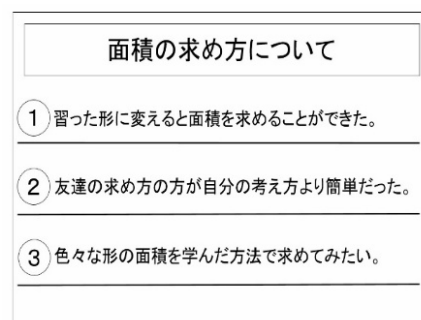 面積の求め方について
① 習った形に変えると面積を求めることができた。
② 友達の求め方の方が自分の考え方より簡単だった。
③ 色々な形の面積を学んだ方法で求めてみたい。